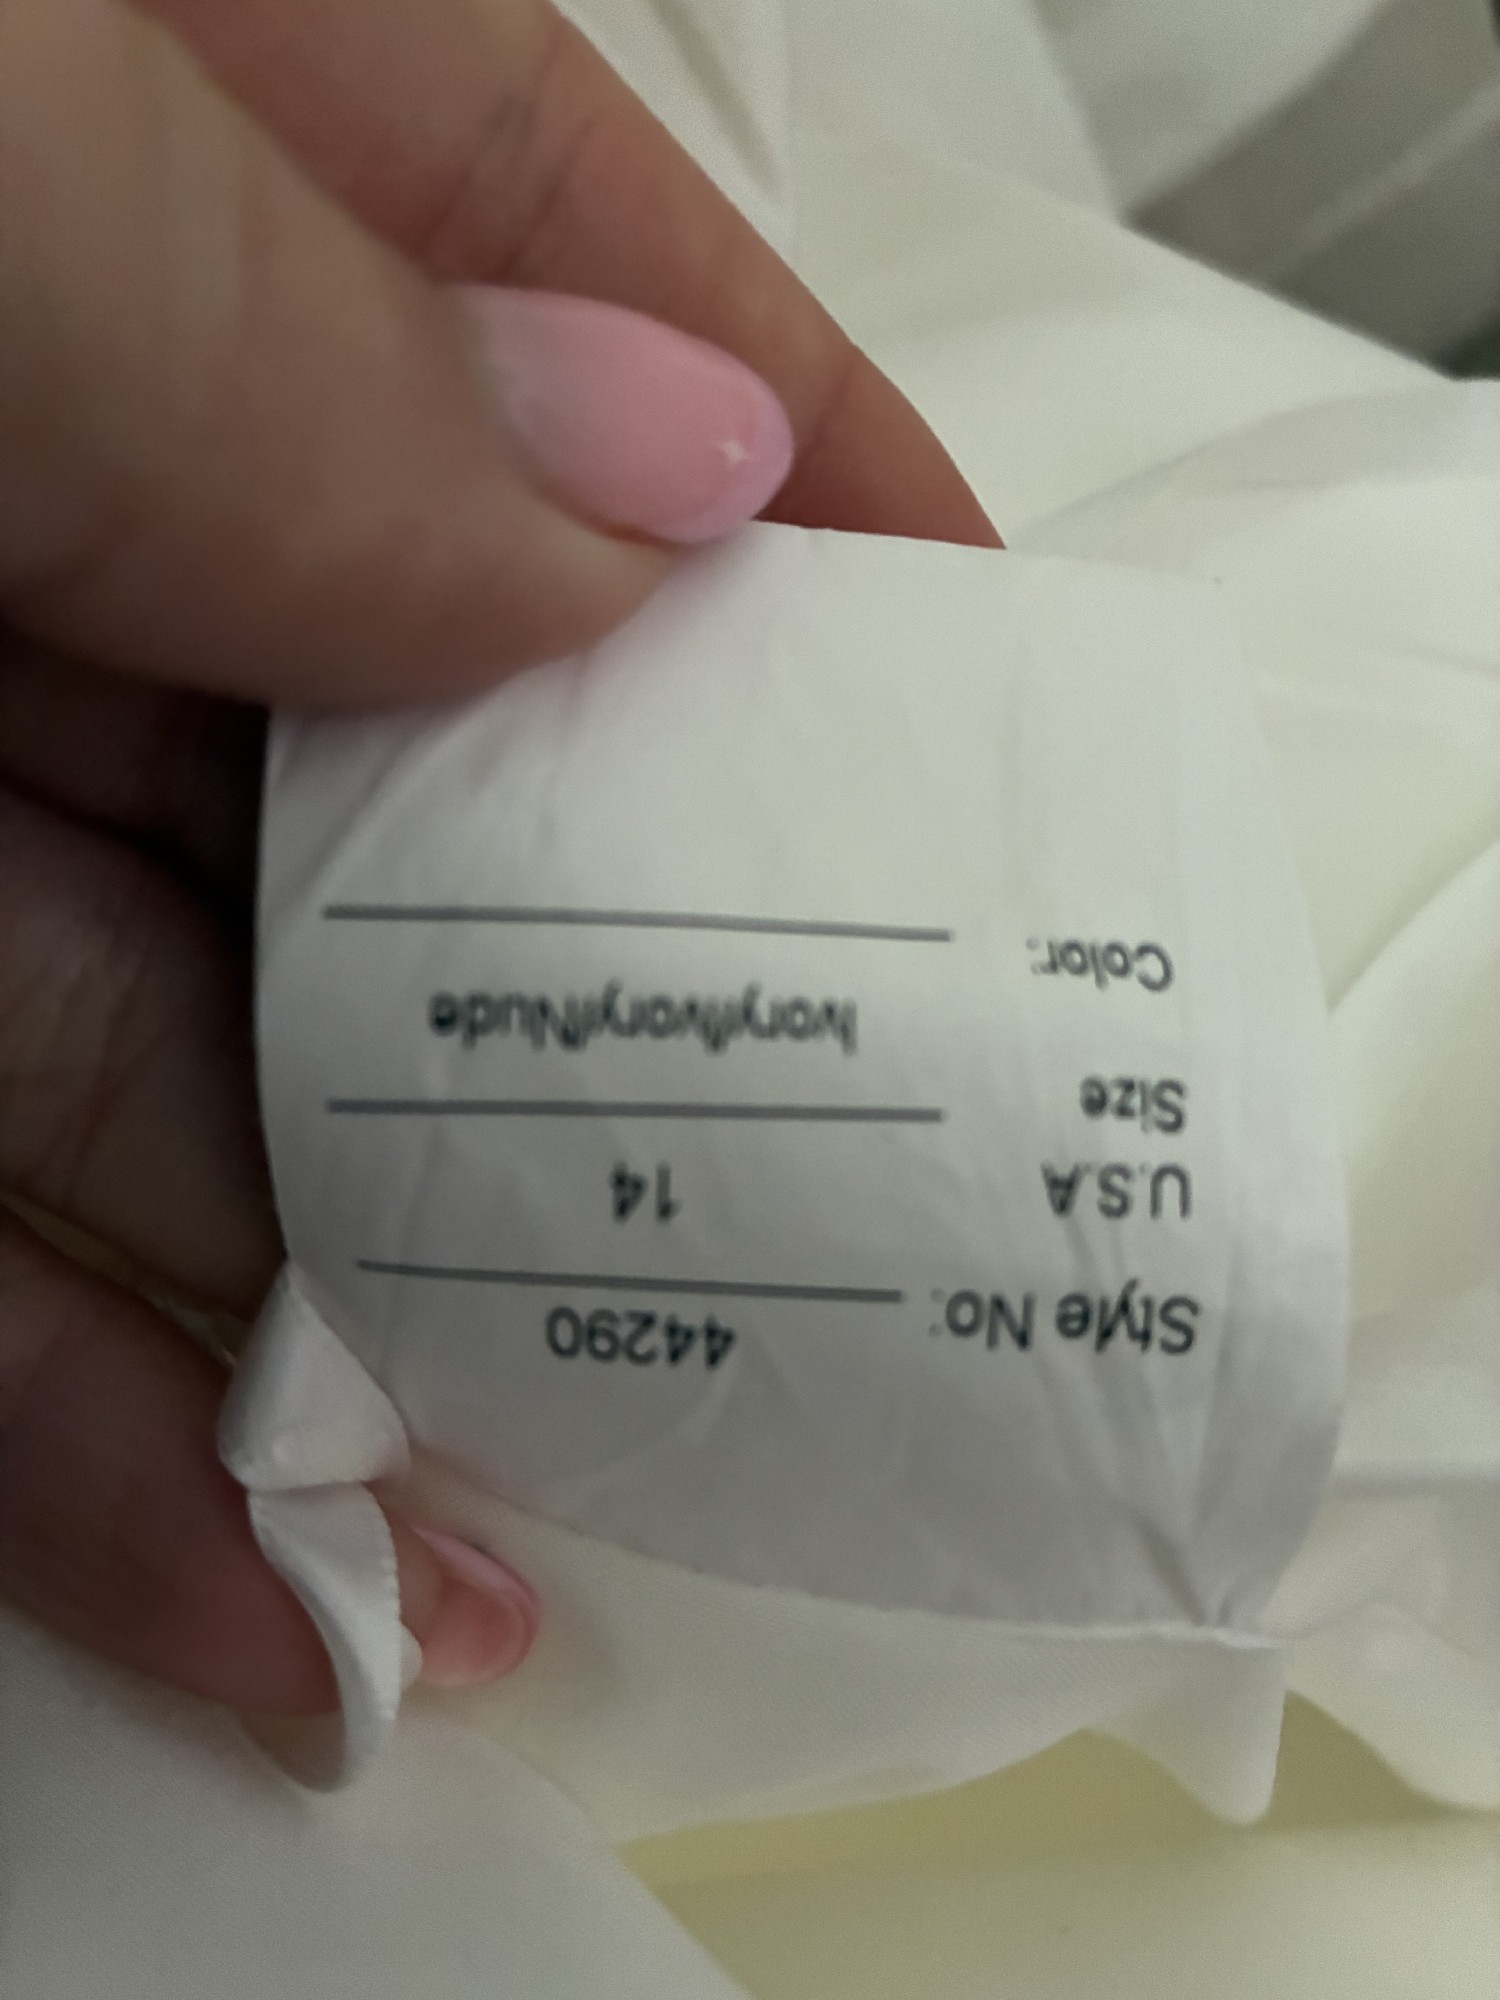 Style No: 44290
U.S.A 14
Size
Ivory/Ivory/Nude
Color: